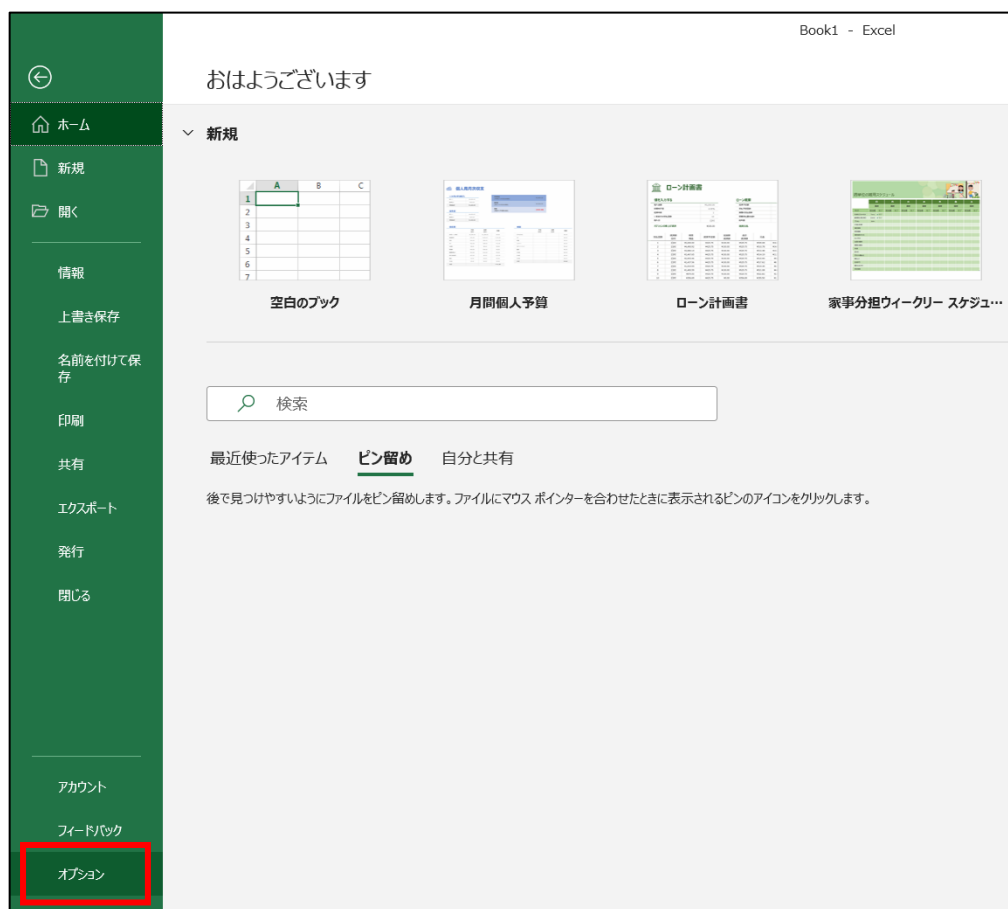 Book1 - Excel
おはようございます
ホーム
新規
開く
情報
上書き保存
名前を付けて保
存
印刷
共有
エクスポート
発行
閉じる
アカウント
フィードバック
オプション
新規
A B C
1
2
3
4
5
6
7
空白のブック
ローン計画書
月間個人予算
ローン計画書
家事分担ウィークリー スケジュ…
検索
最近使ったアイテム ピン留め 自分と共有
後で見つけやすいようにファイルをピン留めします。ファイルにマウス ポインターを合わせたときに表示されるピンのアイコンをクリックします。